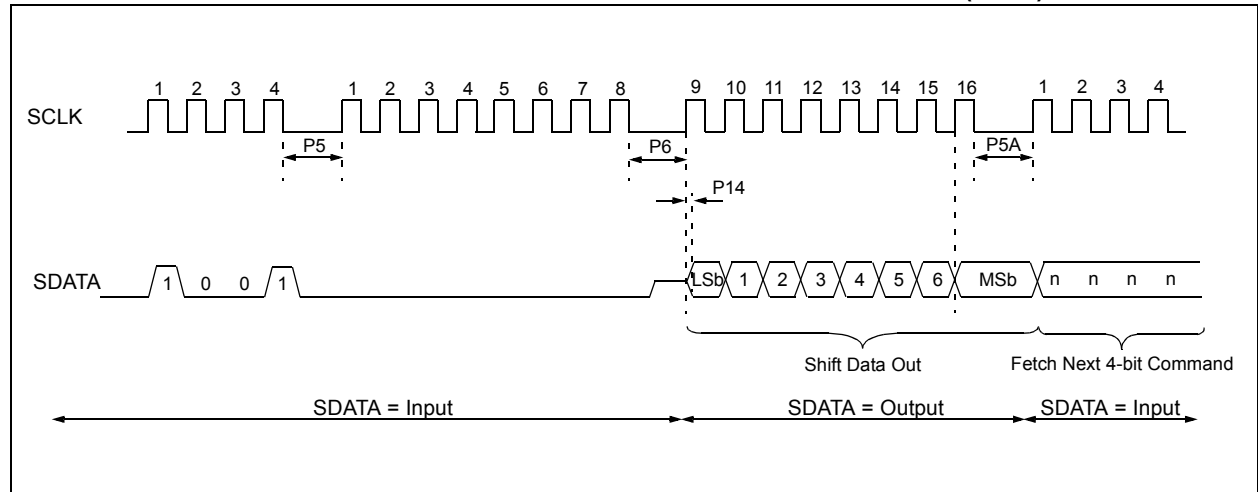 1 2 3 4 1 2 3 4 5 6 7 8 9 10 11 12 13 14 15 16 1 2 3 4
SCLK
P5 P6 P5A
P14
SDATA 1 0 0 1 LSb 1 2 3 4 5 6 MSb n n n n
Shift Data Out Fetch Next 4-bit Command
SDATA = Input SDATA = Output SDATA = Input